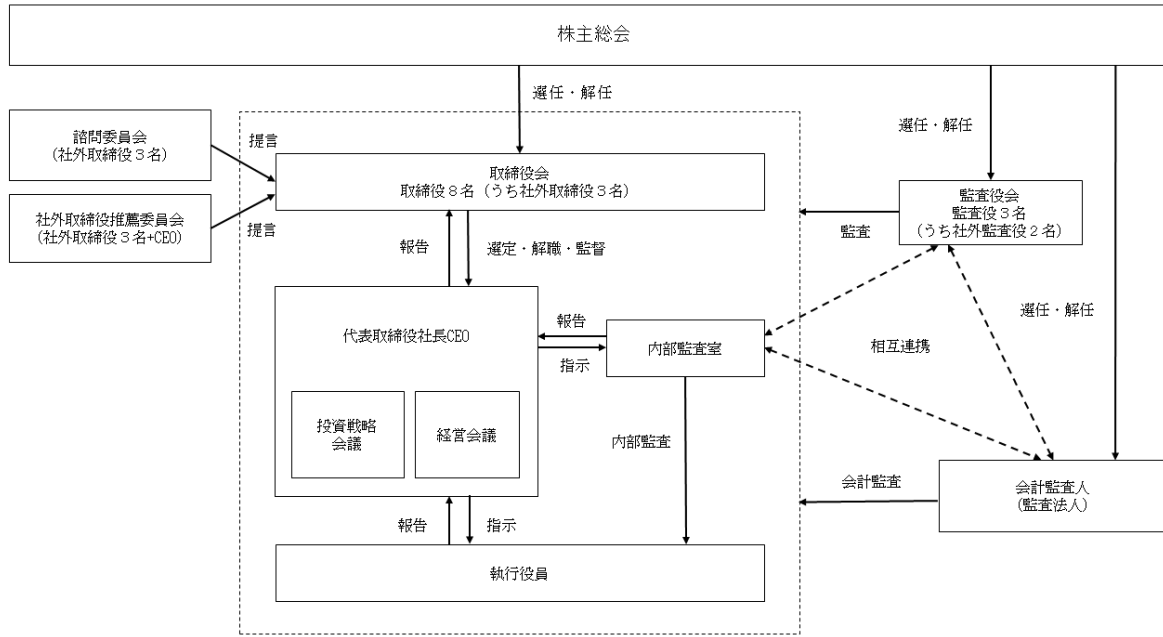 株主総会
選任・解任
選任・解任
諮問委員会
(社外取締役３名)
提言
取締役会
取締役８名（うち社外取締役３名）
監査役会
監査役３名
(うち社外監査役２名)
社外取締役推薦委員会
(社外取締役３名+CEO)
提言
監査
報告
選定・解職・監督
選任・解任
代表取締役社長CEO
報告
指示
内部監査室
相互連携
投資戦略
会議
経営会議
内部監査
会計監査
会計監査人
(監査法人)
報告
指示
執行役員